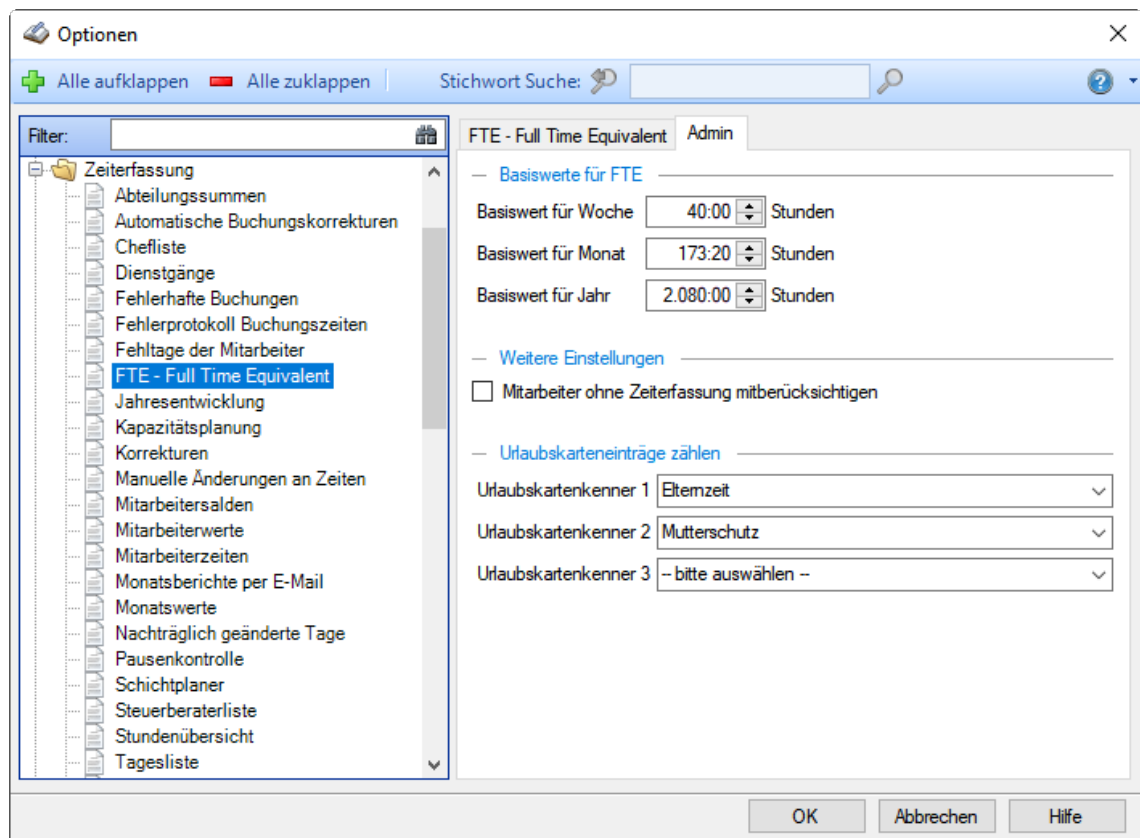 Optionen
Alle aufklappen Alle zuklappen Stichwort Suche:
Filter:
Zeiterfassung
Abteilungssummen
Automatische Buchungskorrekturen
Chefliste
Dienstgänge
Fehlerhafte Buchungen
Fehlerprotokoll Buchungszeiten
Fehltage der Mitarbeiter
FTE - Full Time Equivalent
Jahresentwicklung
Kapazitätsplanung
Korrekturen
Manuelle Änderungen an Zeiten
Mitarbeitersalden
Mitarbeiterwerte
Mitarbeiterzeiten
Monatsberichte per E-Mail
Monatswerte
Nachträglich geänderte Tage
Pausenkontrolle
Schichtplaner
Steuerberaterliste
Stundenübersicht
Tagesliste
FTE - Full Time Equivalent Admin
Basiswerte für FTE
Basiswert für Woche 40:00 Stunden
Basiswert für Monat 173:20 Stunden
Basiswert für Jahr 2.080:00 Stunden
Weitere Einstellungen
Mitarbeiter ohne Zeiterfassung mitberücksichtigen
Urlaubskarteneinträge zählen
Urlaubskartenkenner 1 Elternzeit
Urlaubskartenkenner 2 Mutterschutz
Urlaubskartenkenner 3 -- bitte auswählen --
OK Abbrechen Hilfe